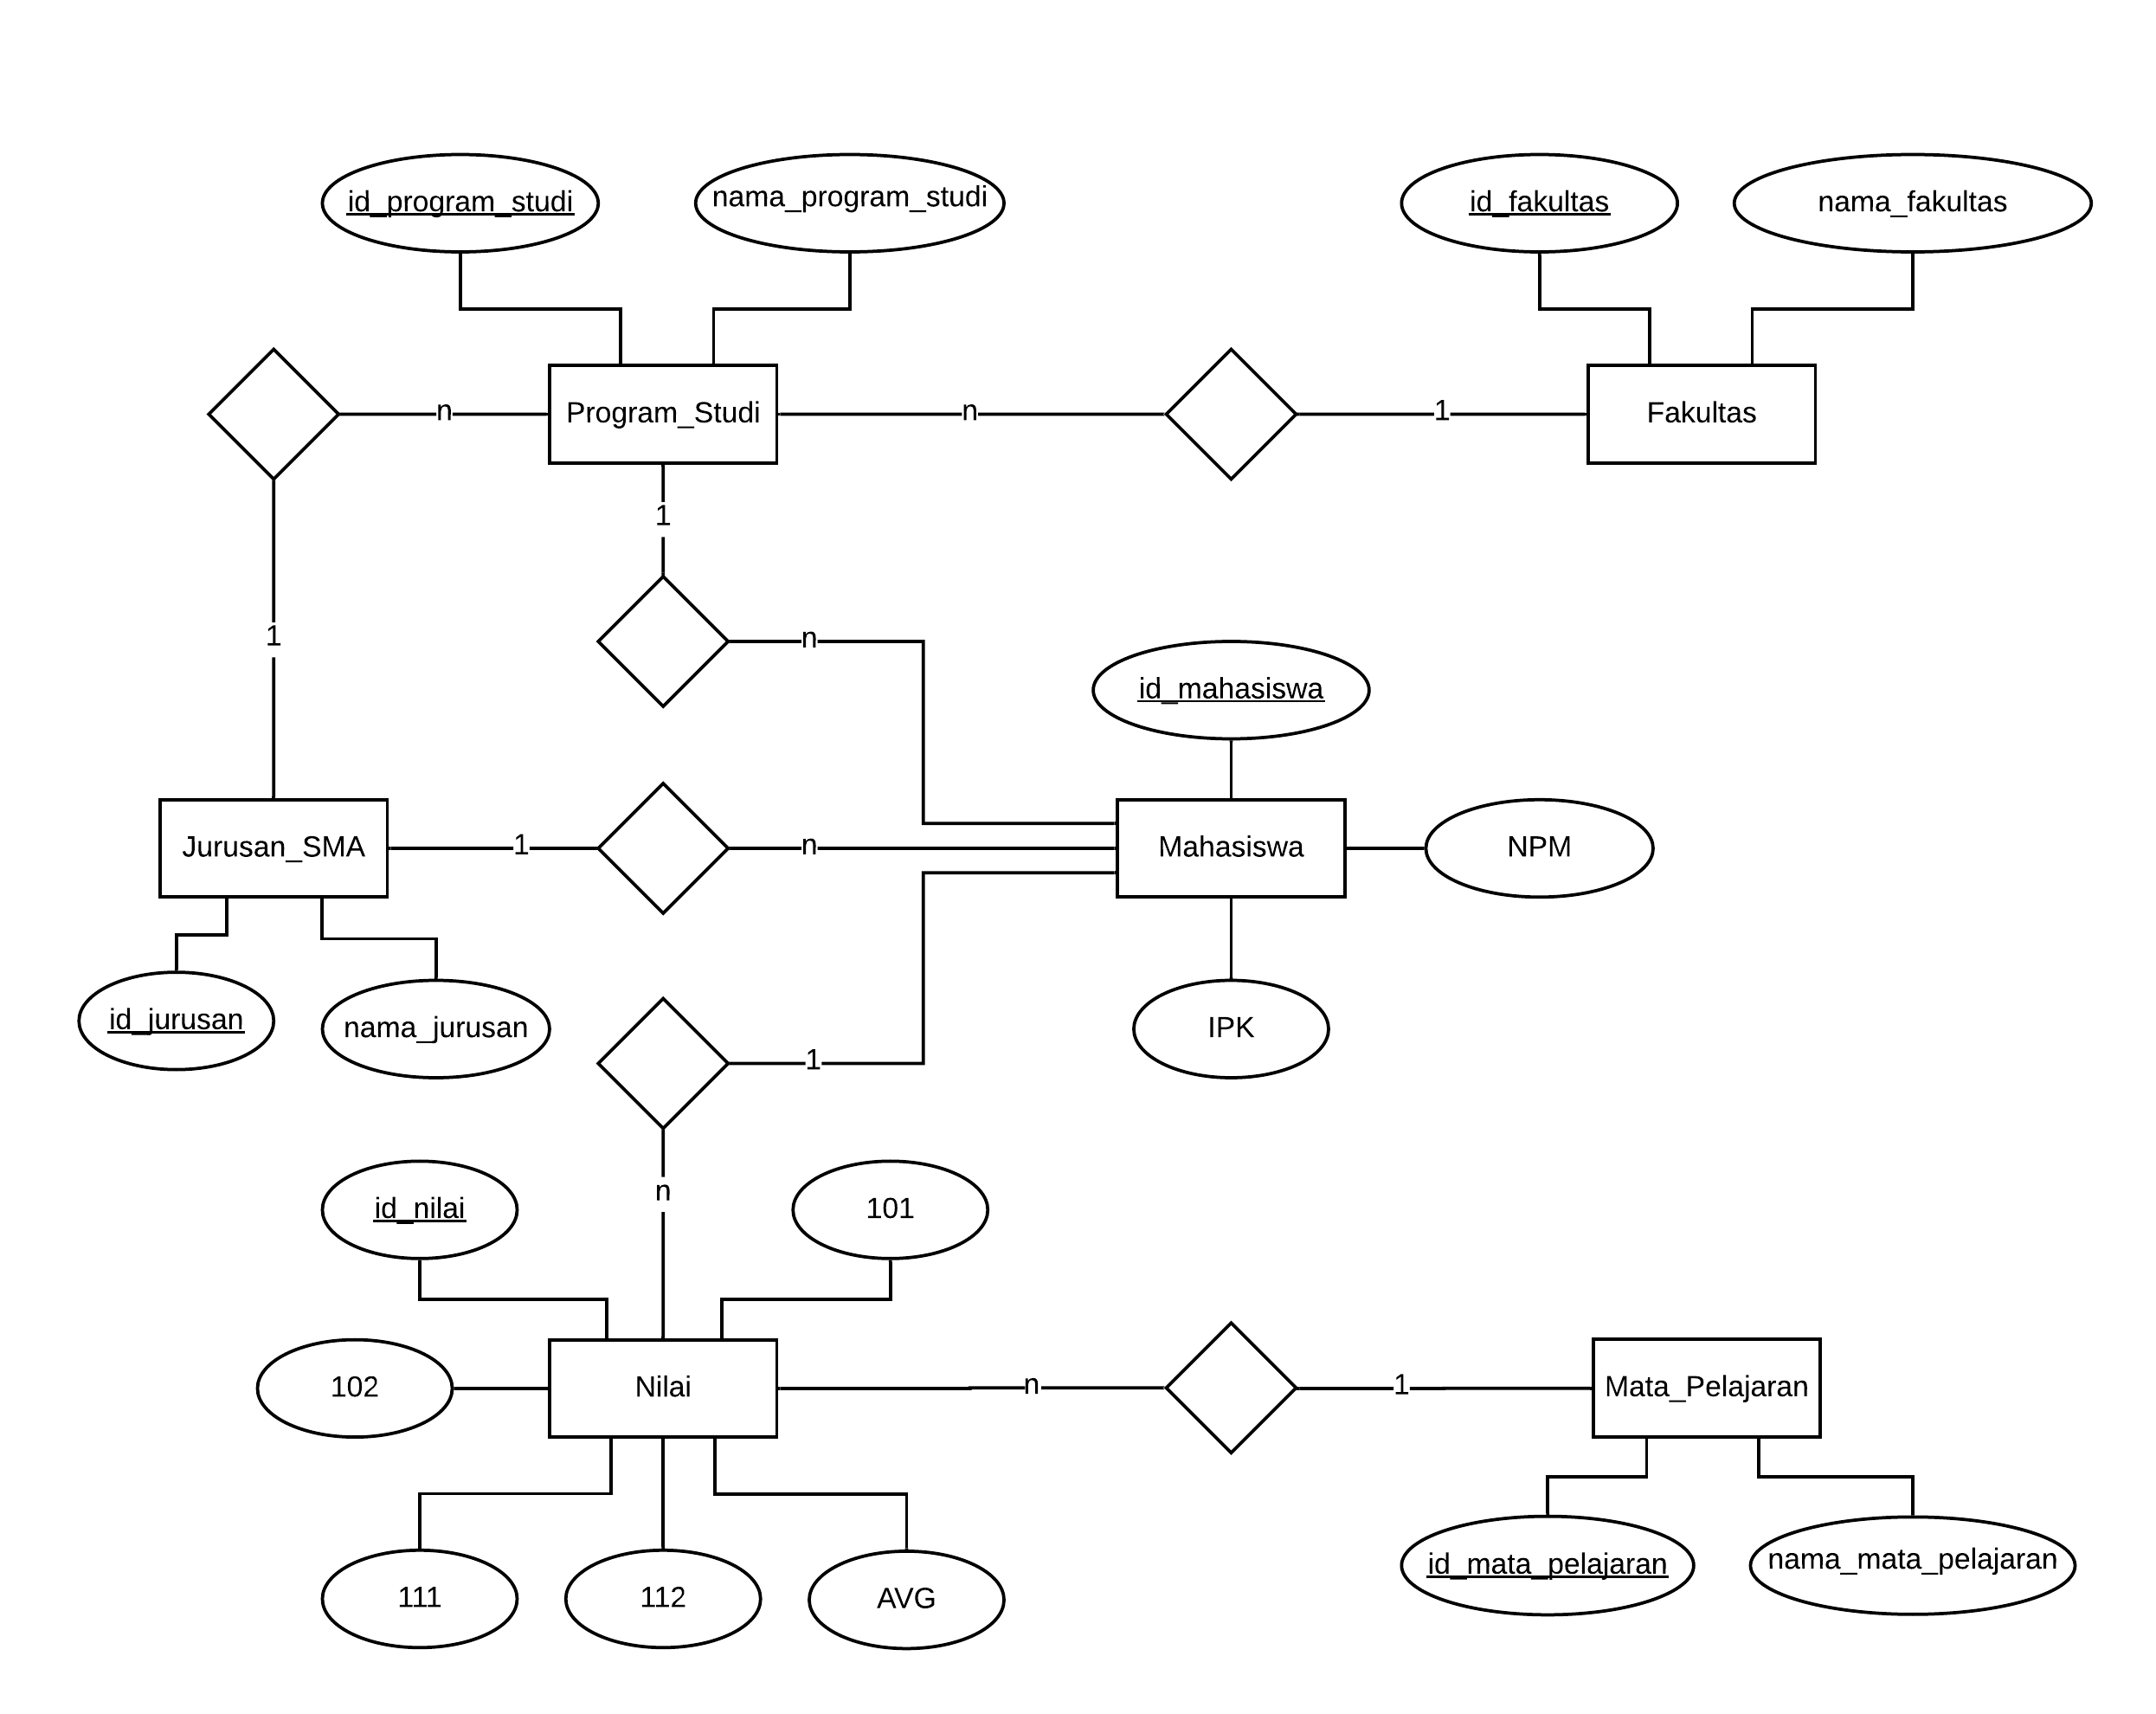 id_program_studi
nama_program_studi
id_fakultas
nama_fakultas
n
Program_Studi
n
1
Fakultas
1
1
n
id_mahasiswa
Jurusan_SMA
1
n
Mahasiswa
NPM
id_jurusan
nama_jurusan
IPK
1
n
id_nilai
101
102
Nilai
n
1
Mata_Pelajaran
111
112
AVG
id_mata_pelajaran
nama_mata_pelajaran